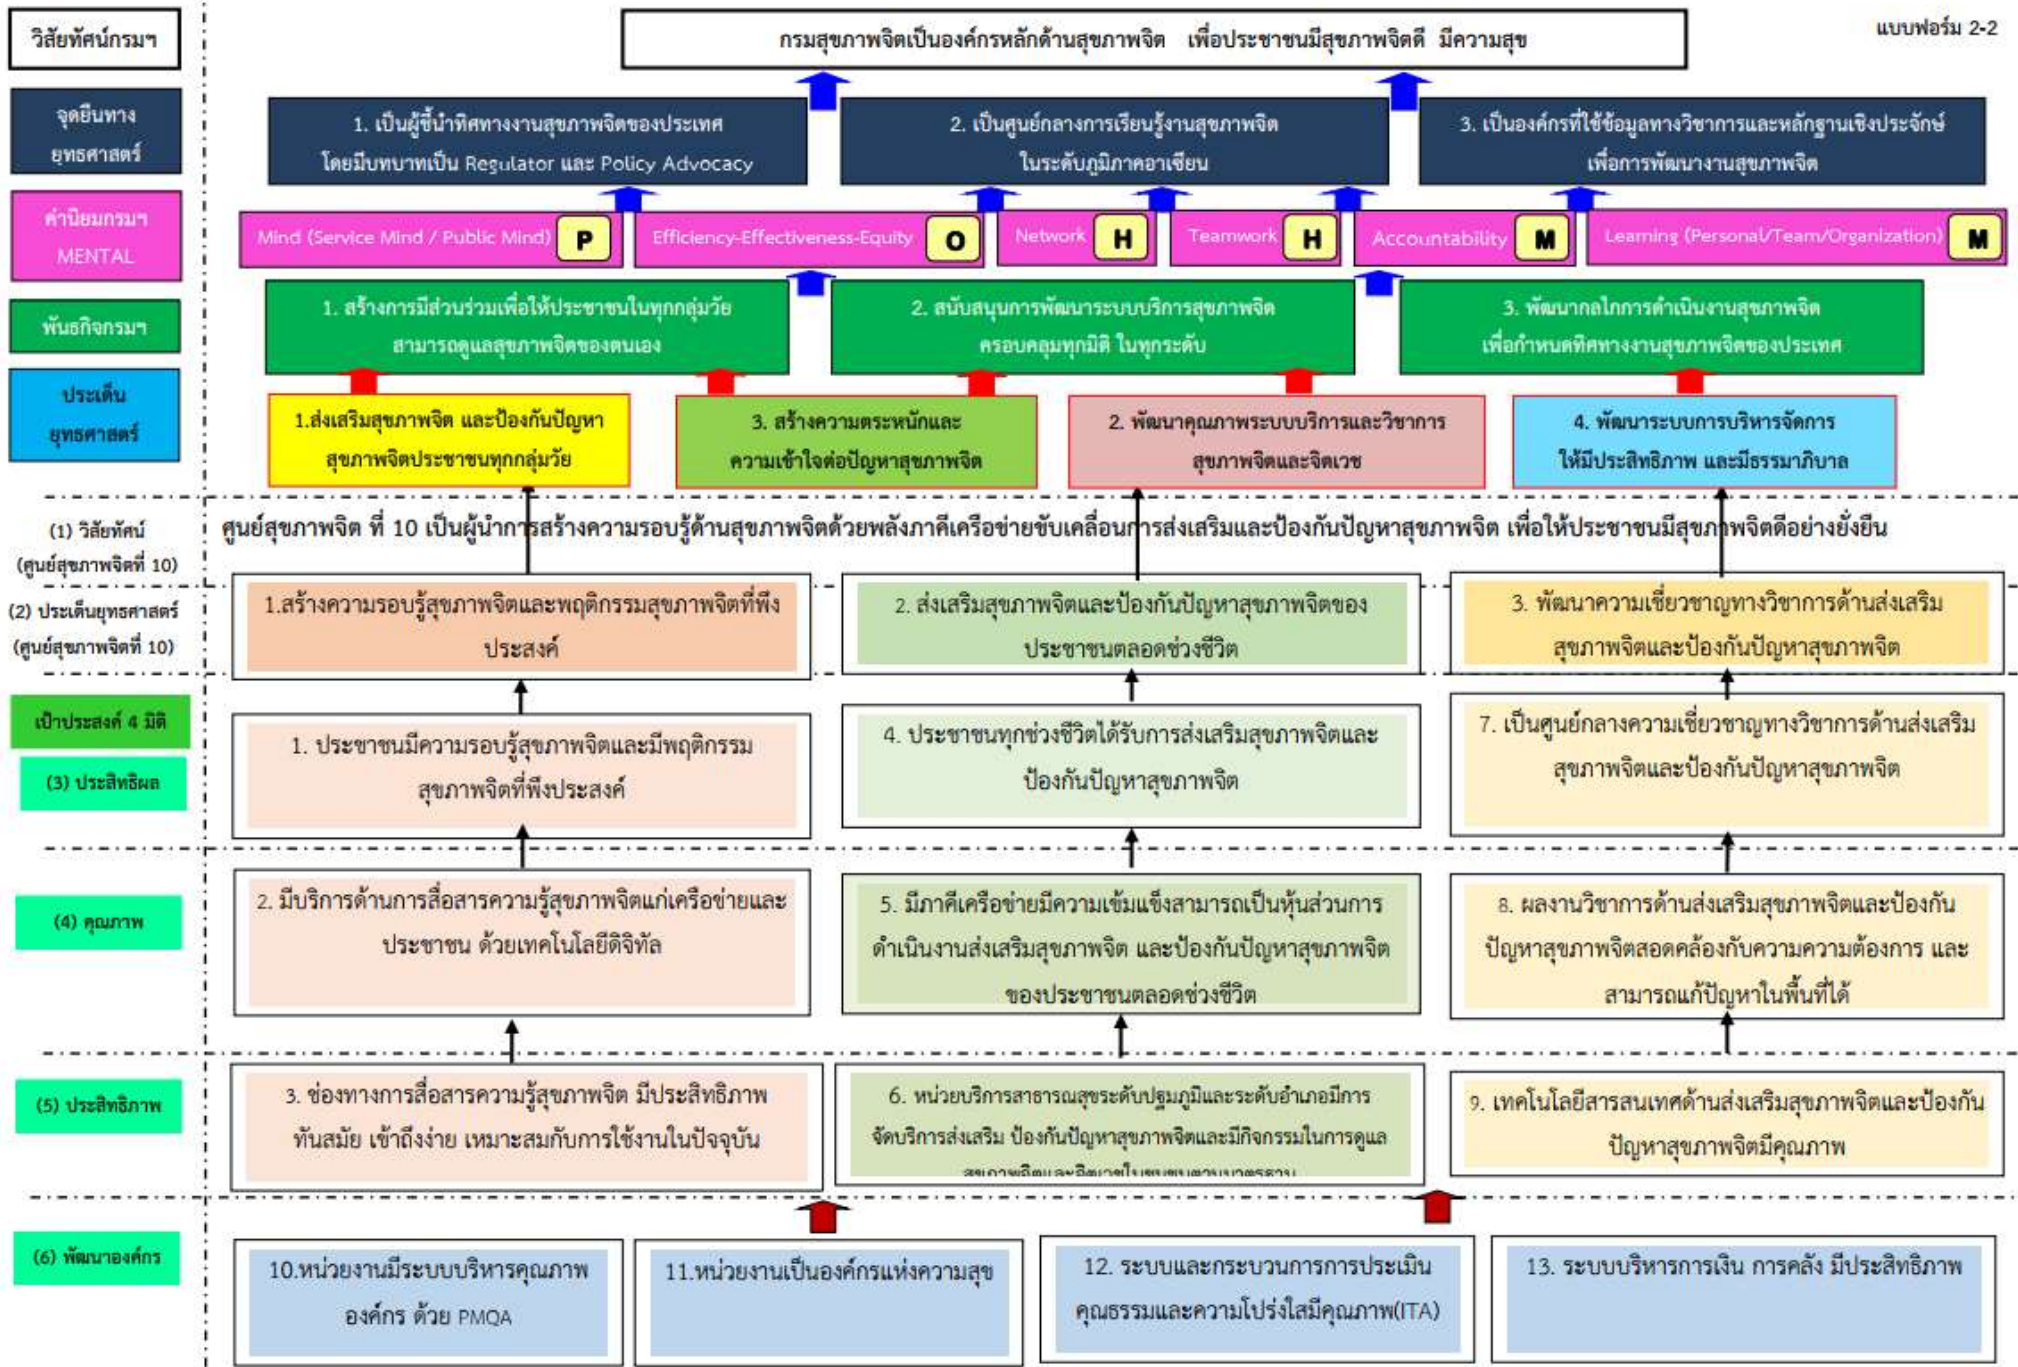 แบบฟอร์ม 2-2
วิสัยทัศน์กรมฯ
กรมสุขภาพจิตเป็นองค์กรหลักด้านสุขภาพจิต เพื่อประชาชนมีสุขภาพจิตดี มีความสุข
จุดยืนทาง
ยุทธศาสตร์
1. เป็นผู้ชี้นำทิศทางงานสุขภาพจิตของประเทศ
โดยมีบทบาทเป็น Regulator และ Policy Advocacy
2. เป็นศูนย์กลางการเรียนรู้งานสุขภาพจิต
ในระดับภูมิภาคอาเซียน
3. เป็นองค์กรที่ใช้ข้อมูลทางวิชาการและหลักฐานเชิงประจักษ์
เพื่อการพัฒนางานสุขภาพจิต
ค่านิยมกรมฯ
MENTAL
Mind (Service Mind / Public Mind) P
Efficiency-Effectiveness-Equity O
Network H
Teamwork H
Accountability M
Learning (Personal/Team/Organization) M
พันธกิจกรมฯ
1. สร้างการมีส่วนร่วมเพื่อให้ประชาชนในทุกกลุ่มวัย
สามารถดูแลสุขภาพจิตของตนเอง
2. สนับสนุนการพัฒนาระบบบริการสุขภาพจิต
ครอบคลุมทุกมิติ ในทุกระดับ
3. พัฒนากลไกการดำเนินงานสุขภาพจิต
เพื่อกำหนดทิศทางงานสุขภาพจิตของประเทศ
ประเด็น
ยุทธศาสตร์
1.ส่งเสริมสุขภาพจิต และป้องกันปัญหา
สุขภาพจิตประชาชนทุกกลุ่มวัย
3. สร้างความตระหนักและ
ความเข้าใจต่อปัญหาสุขภาพจิต
2. พัฒนาคุณภาพระบบบริการและวิชาการ
สุขภาพจิตและจิตเวช
4. พัฒนาระบบการบริหารจัดการ
ให้มีประสิทธิภาพ และมีธรรมาภิบาล
(1) วิสัยทัศน์
(ศูนย์สุขภาพจิตที่ 10)
ศูนย์สุขภาพจิต ที่ 10 เป็นผู้นำการสร้างความรอบรู้ด้านสุขภาพจิตด้วยพลังภาคีเครือข่ายขับเคลื่อนการส่งเสริมและป้องกันปัญหาสุขภาพจิต เพื่อให้ประชาชนมีสุขภาพจิตดีอย่างยั่งยืน
(2) ประเด็นยุทธศาสตร์
(ศูนย์สุขภาพจิตที่ 10)
1.สร้างความรอบรู้สุขภาพจิตและพฤติกรรมสุขภาพจิตที่พึง
ประสงค์
2. ส่งเสริมสุขภาพจิตและป้องกันปัญหาสุขภาพจิตของ
ประชาชนตลอดช่วงชีวิต
3. พัฒนาความเชี่ยวชาญทางวิชาการด้านส่งเสริม
สุขภาพจิตและป้องกันปัญหาสุขภาพจิต
เป้าประสงค์ 4 มิติ
(3) ประสิทธิผล
1. ประชาชนมีความรอบรู้สุขภาพจิตและมีพฤติกรรม
สุขภาพจิตที่พึงประสงค์
4. ประชาชนทุกช่วงชีวิตได้รับการส่งเสริมสุขภาพจิตและ
ป้องกันปัญหาสุขภาพจิต
7. เป็นศูนย์กลางความเชี่ยวชาญทางวิชาการด้านส่งเสริม
สุขภาพจิตและป้องกันปัญหาสุขภาพจิต
(4) คุณภาพ
2. มีบริการด้านการสื่อสารความรู้สุขภาพจิตแก่เครือข่ายและ
ประชาชน ด้วยเทคโนโลยีดิจิทัล
5. มีภาคีเครือข่ายมีความเข้มแข็งสามารถเป็นหุ้นส่วนการ
ดำเนินงานส่งเสริมสุขภาพจิต และป้องกันปัญหาสุขภาพจิต
ของประชาชนตลอดช่วงชีวิต
8. ผลงานวิชาการด้านส่งเสริมสุขภาพจิตและป้องกัน
ปัญหาสุขภาพจิตสอดคล้องกับความความต้องการ และ
สามารถแก้ปัญหาในพื้นที่ได้
(5) ประสิทธิภาพ
3. ช่องทางการสื่อสารความรู้สุขภาพจิต มีประสิทธิภาพ
ทันสมัย เข้าถึงง่าย เหมาะสมกับการใช้งานในปัจจุบัน
6. หน่วยบริการสาธารณสุขระดับปฐมภูมิและระดับอำเภอมีการ
จัดบริการส่งเสริม ป้องกันปัญหาสุขภาพจิตและมีกิจกรรมในการดูแล
สุขภาพจิตและจิตเวชในชุมชนตามมาตรฐาน
9. เทคโนโลยีสารสนเทศด้านส่งเสริมสุขภาพจิตและป้องกัน
ปัญหาสุขภาพจิตมีคุณภาพ
(6) พัฒนาองค์กร
10.หน่วยงานมีระบบบริหารคุณภาพ
องค์กร ด้วย PMQA
11.หน่วยงานเป็นองค์กรแห่งความสุข
12. ระบบและกระบวนการการประเมิน
คุณธรรมและความโปร่งใสมีคุณภาพ(ITA)
13. ระบบบริหารการเงิน การคลัง มีประสิทธิภาพ